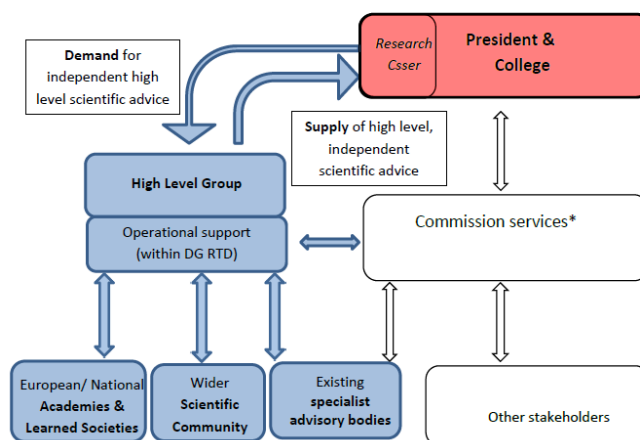 Demand for
independent high
level scientific advice
Research
Csser
President &
College
Supply of high level,
independent
scientific advice
High Level Group
Operational support
(within DG RTD)
Commission services*
European/ National
Academies &
Learned Societies
Wider
Scientific
Community
Existing
specialist
advisory bodies
Other stakeholders